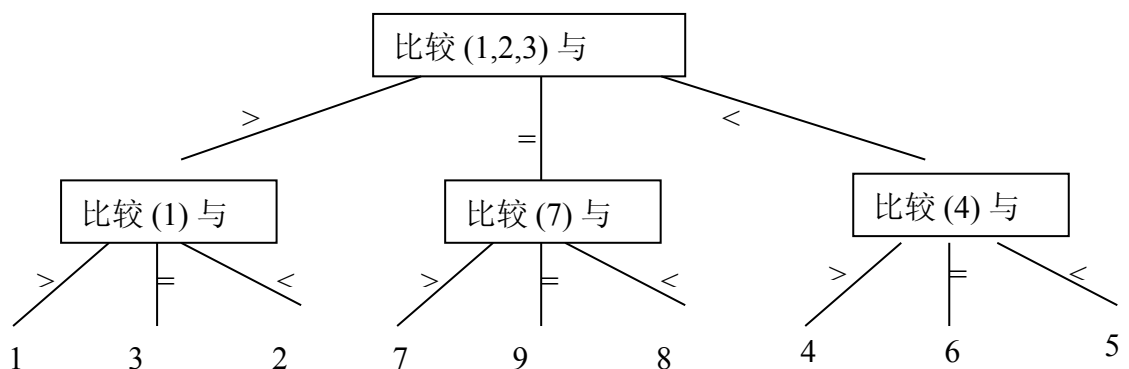 比较 (1,2,3) 与
> = <
比较 (1) 与 比较 (7) 与 比较 (4) 与
> = < > = < > = <
1 3 2 7 9 8 4 6 5